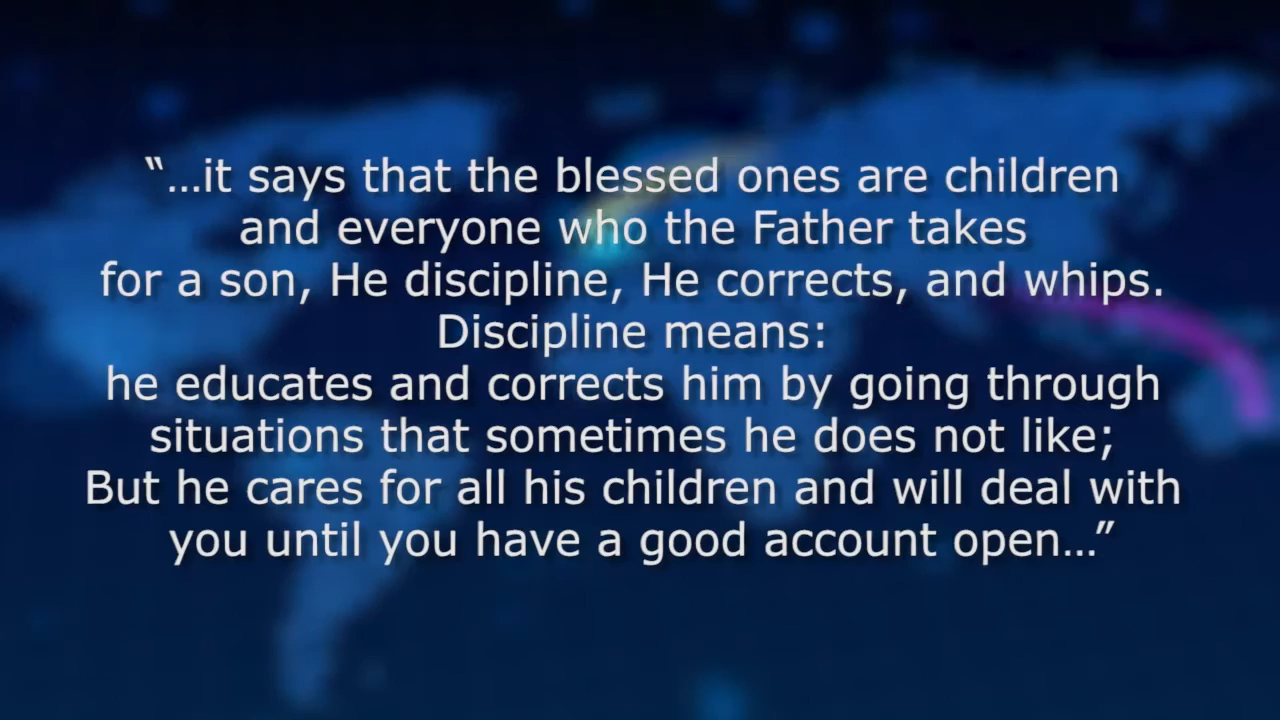 “…it says that the blessed ones are children
and everyone who the Father takes
for a son, He discipline, He corrects, and whips.
Discipline means:
he educates and corrects him by going through
situations that sometimes he does not like;
But he cares for all his children and will deal with
you until you have a good account open…”